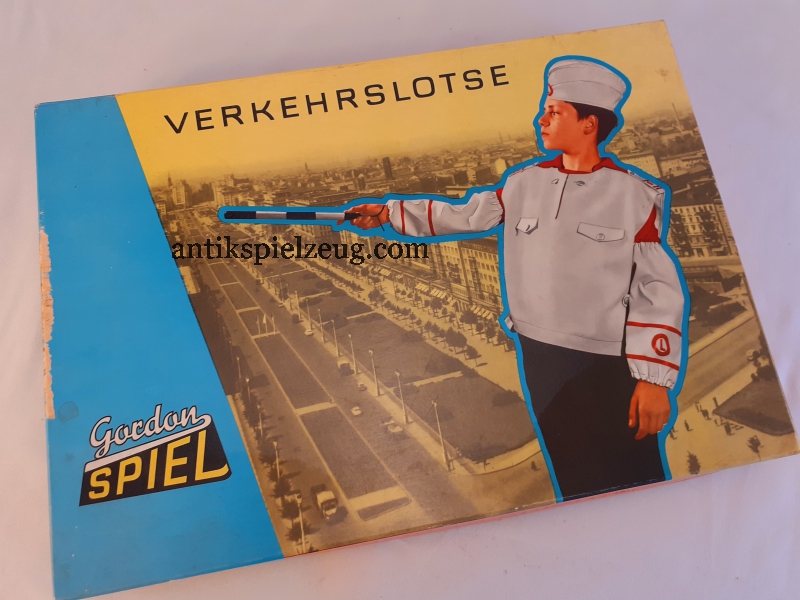 VERKEHRSLOTSE
antikspielzeug.com
L
Gordon
SPIEL